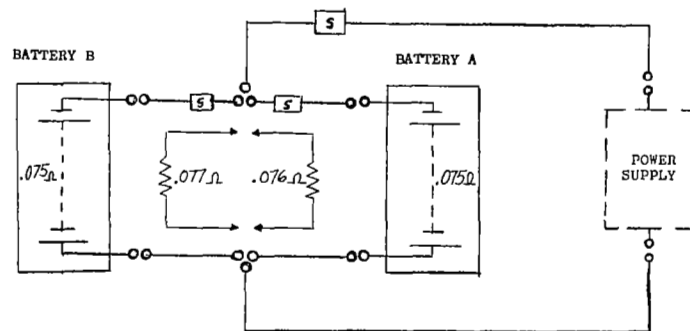 S
BATTERY B
BATTERY A
S
S
.075Ω
.077Ω
.076Ω
.075Ω
POWER
SUPPLY